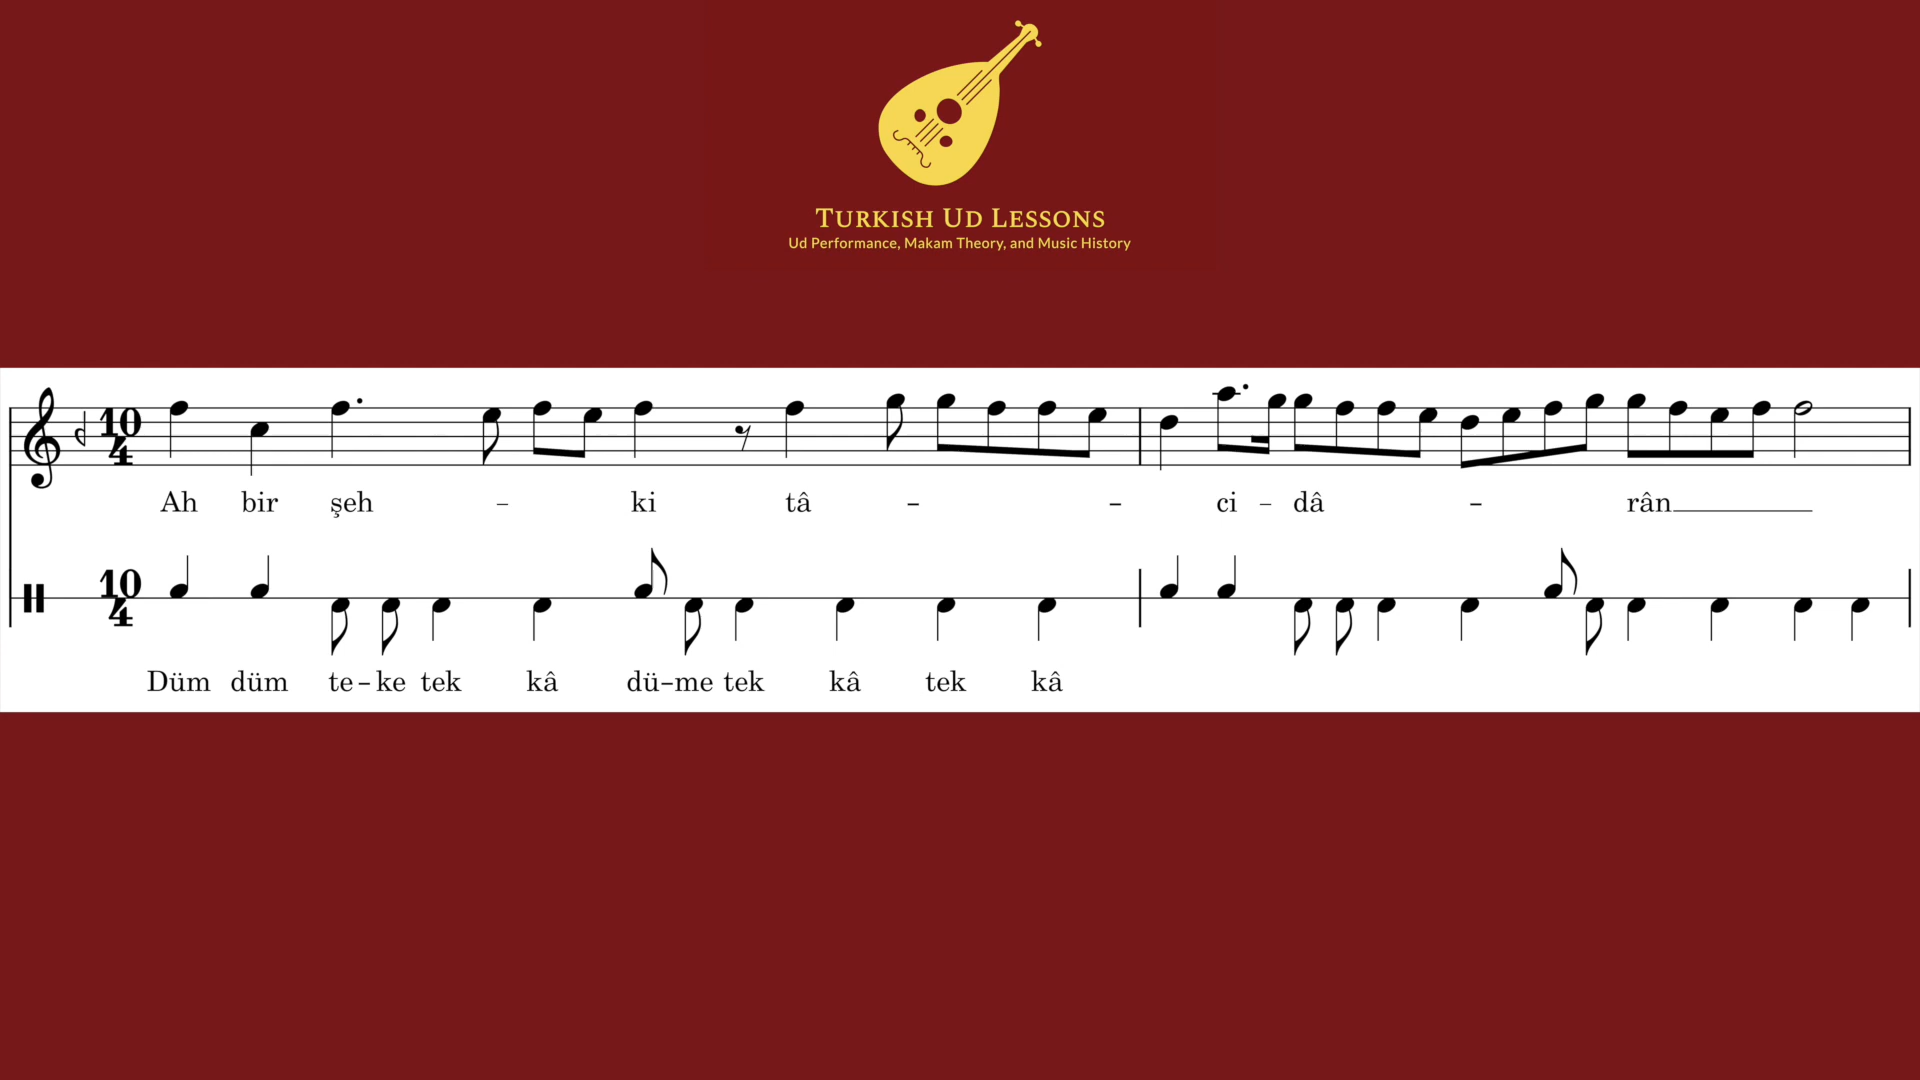 TURKISH UD LESSONS
Ud Performance, Makam Theory, and Music History
10
4
Ah bir şeh - ki tâ - - ci - dâ - rân
10
4
Düm düm te - ke tek kâ dü - me tek kâ tek kâ